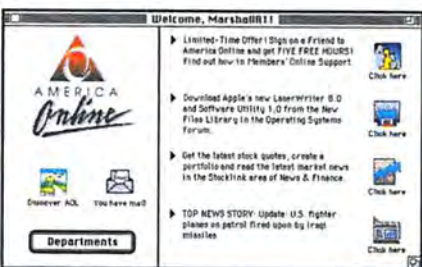 Welcome, MarshallA1!
AMERICA
Online
Discover AOL
You have mail
Departments
Limited-Time Offer! Sign on a Friend to
America Online and get FIVE FREE HOURS!
Find out how in Members' Online Support.
Click here
Download Apple's new LaserWriter 8.0
and Software Utility 1.0 from the New
Files Library in the Operating Systems
Forum.
Click here
Get the latest stock quotes, create a
portfolio and read the latest market news
in the Stocklink area of News & Finance.
Click here
TOP NEWS STORY: Update: U.S. fighter
planes on patrol fired upon by Iraqi
missiles
Click here